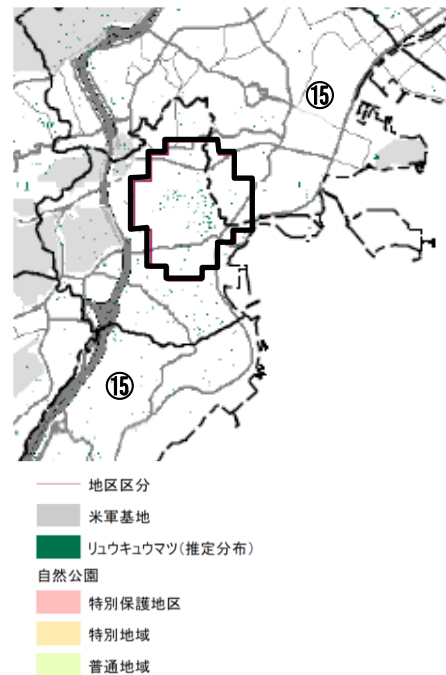 ⑮
⑮
地区区分
米軍基地
リュウキュウマツ(推定分布)
自然公園
特別保護地区
特別地域
普通地域